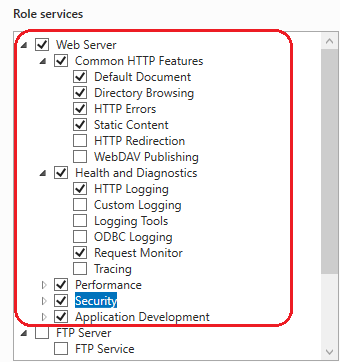 Role services
Web Server
Common HTTP Features
Default Document
Directory Browsing
HTTP Errors
Static Content
HTTP Redirection
WebDAV Publishing
Health and Diagnostics
HTTP Logging
Custom Logging
Logging Tools
ODBC Logging
Request Monitor
Tracing
Performance
Security
Application Development
FTP Server
FTP Service